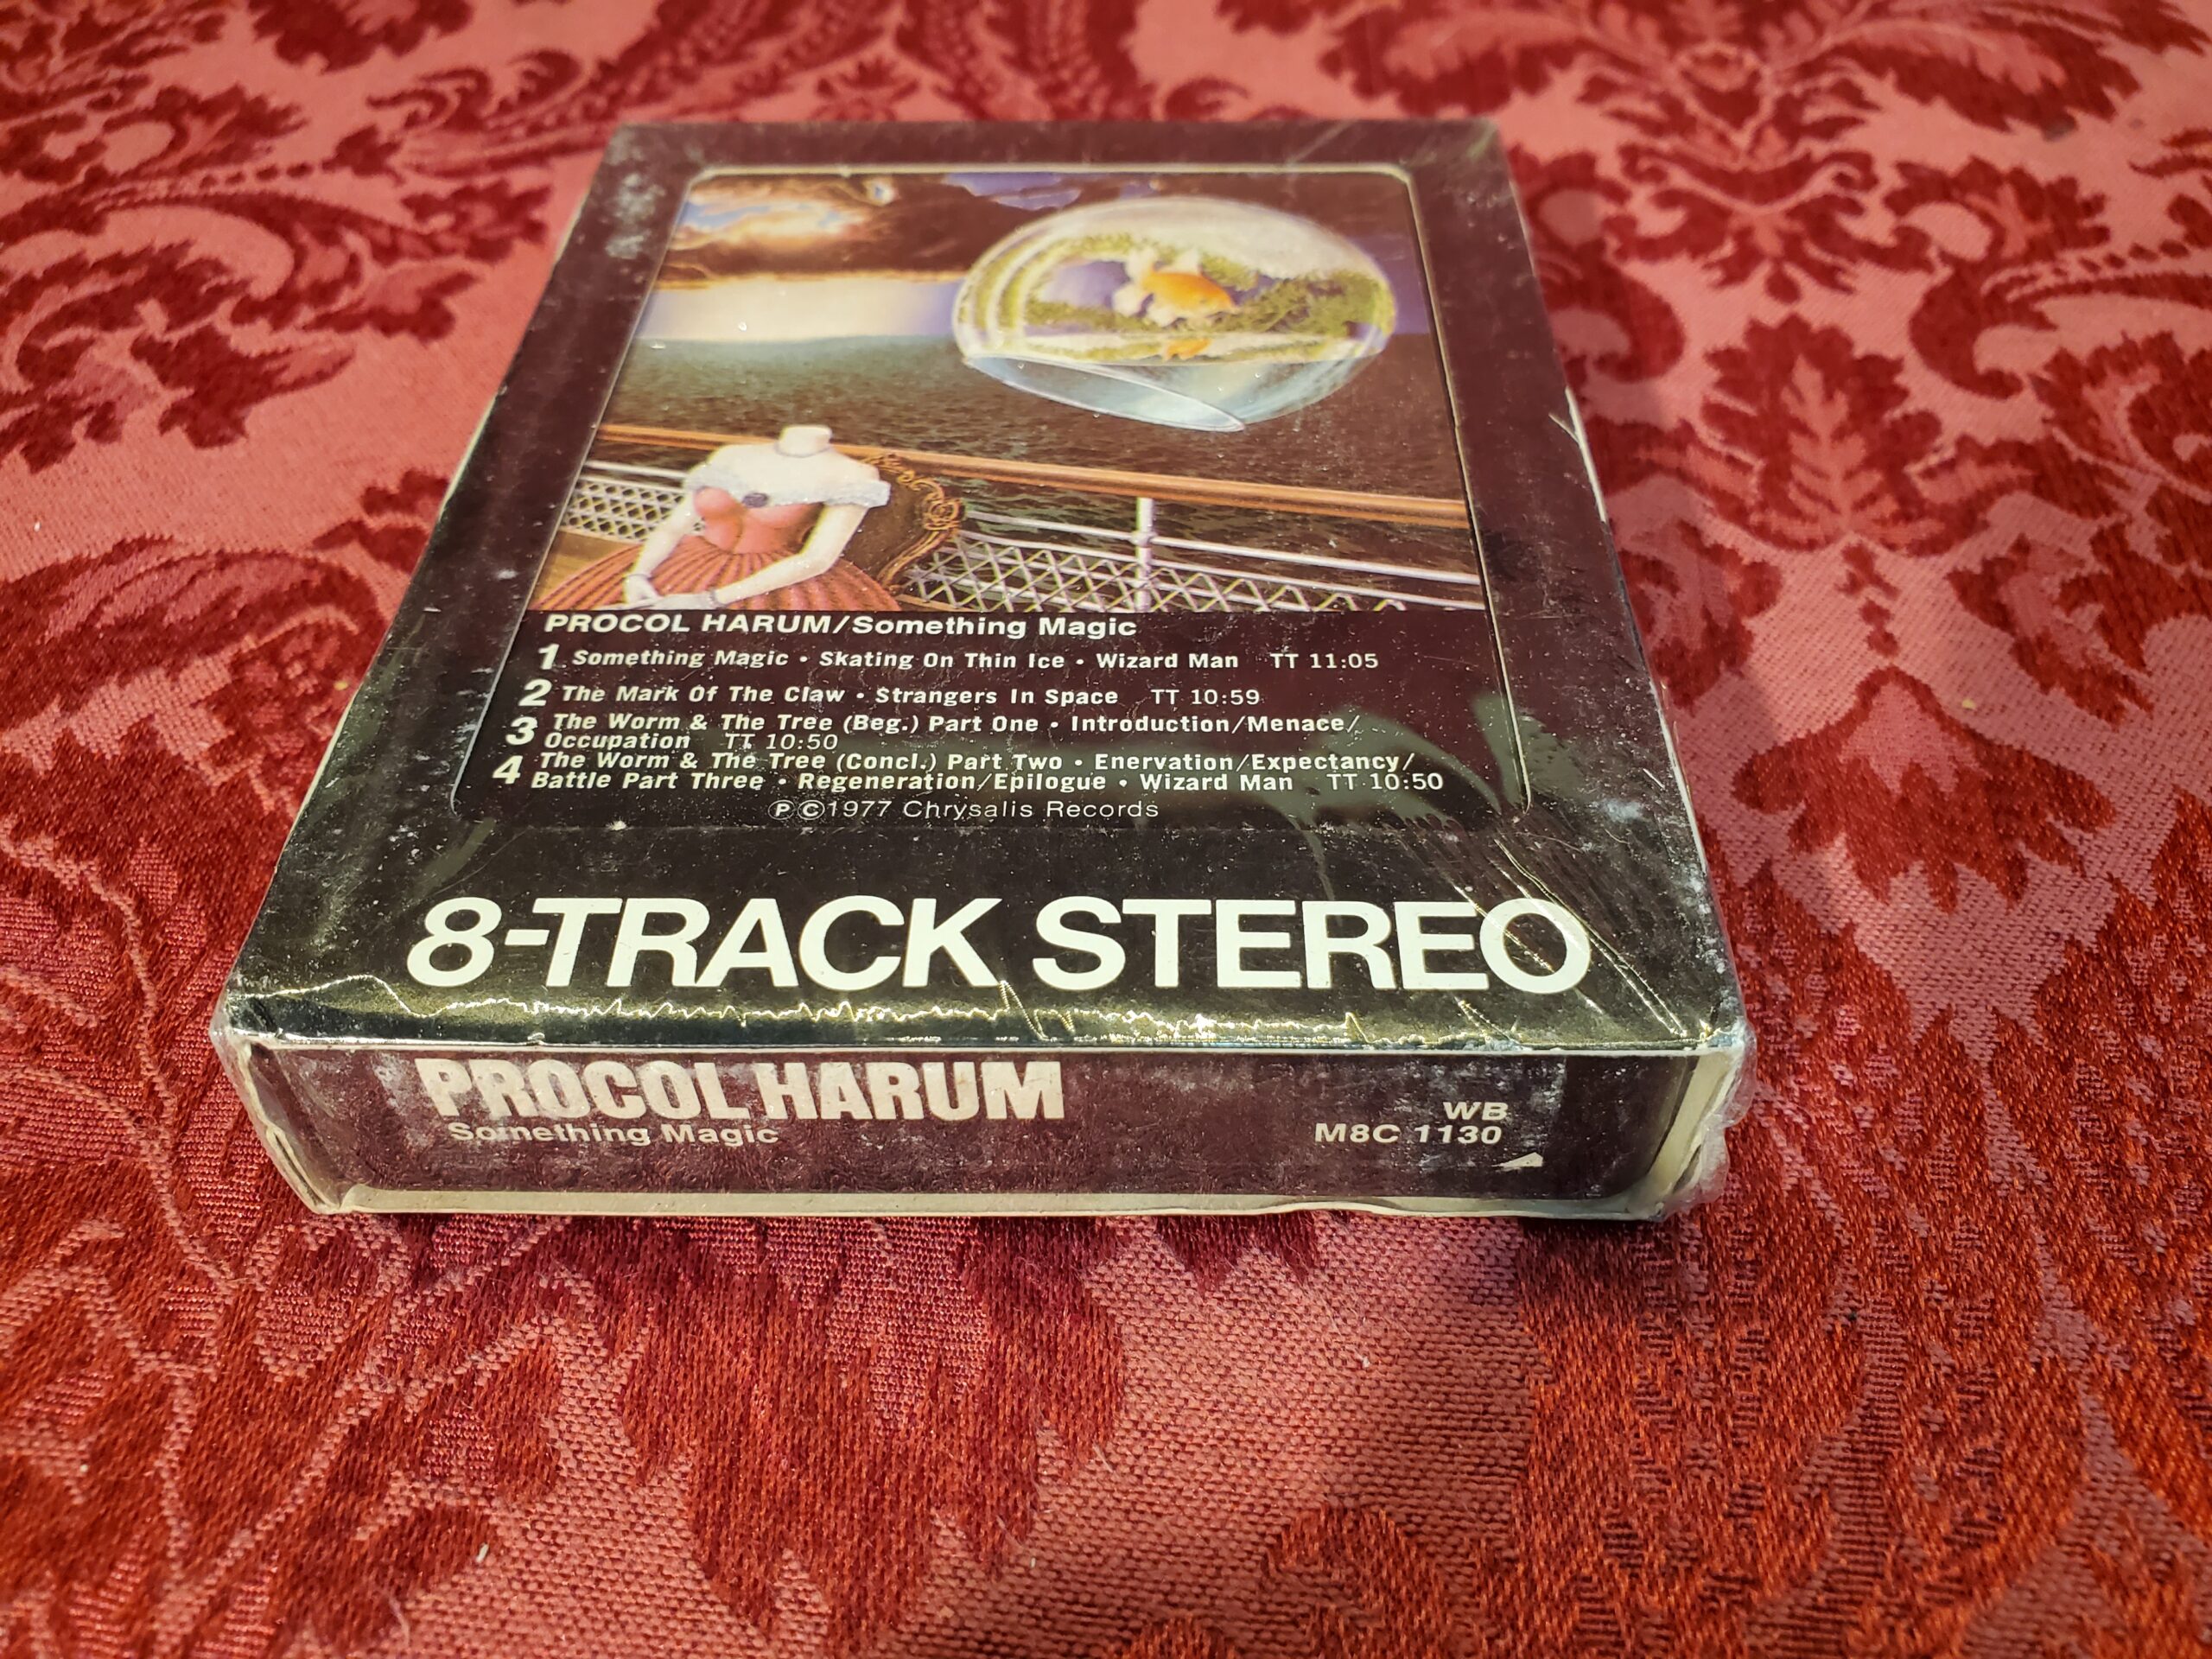 PROCOL HARUM/Something Magic
1 Something Magic • Skating On Thin Ice • Wizard Man TT 11:05
2 The Mark Of The Claw • Strangers In Space TT 10:59
3 The Worm & The Tree (Beg.) Part One • Introduction/Menace/
Occupation TT 10:50
4 The Worm & The Tree (Concl.) Part Two • Enervation/Expectancy/
Battle Part Three • Regeneration/Epilogue • Wizard Man TT 10:50
℗ ©1977 Chrysalis Records
8-TRACK STEREO
PROCOL HARUM
Something Magic
WB
M8C 1130